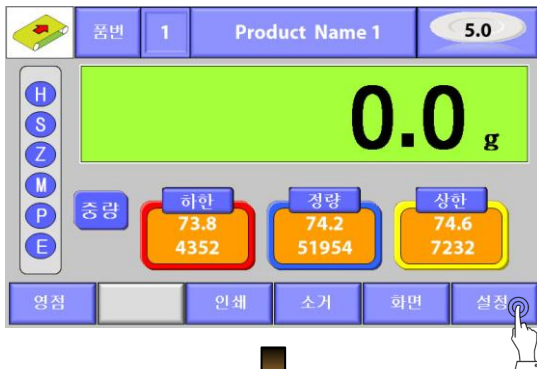 품번 1 Product Name 1 5.0
0.0 g
H
S
Z
M
P
E
중량
하한 정량 상한
73.8 74.2 74.6
4352 51954 7232
영점 인쇄 소거 화면 설정